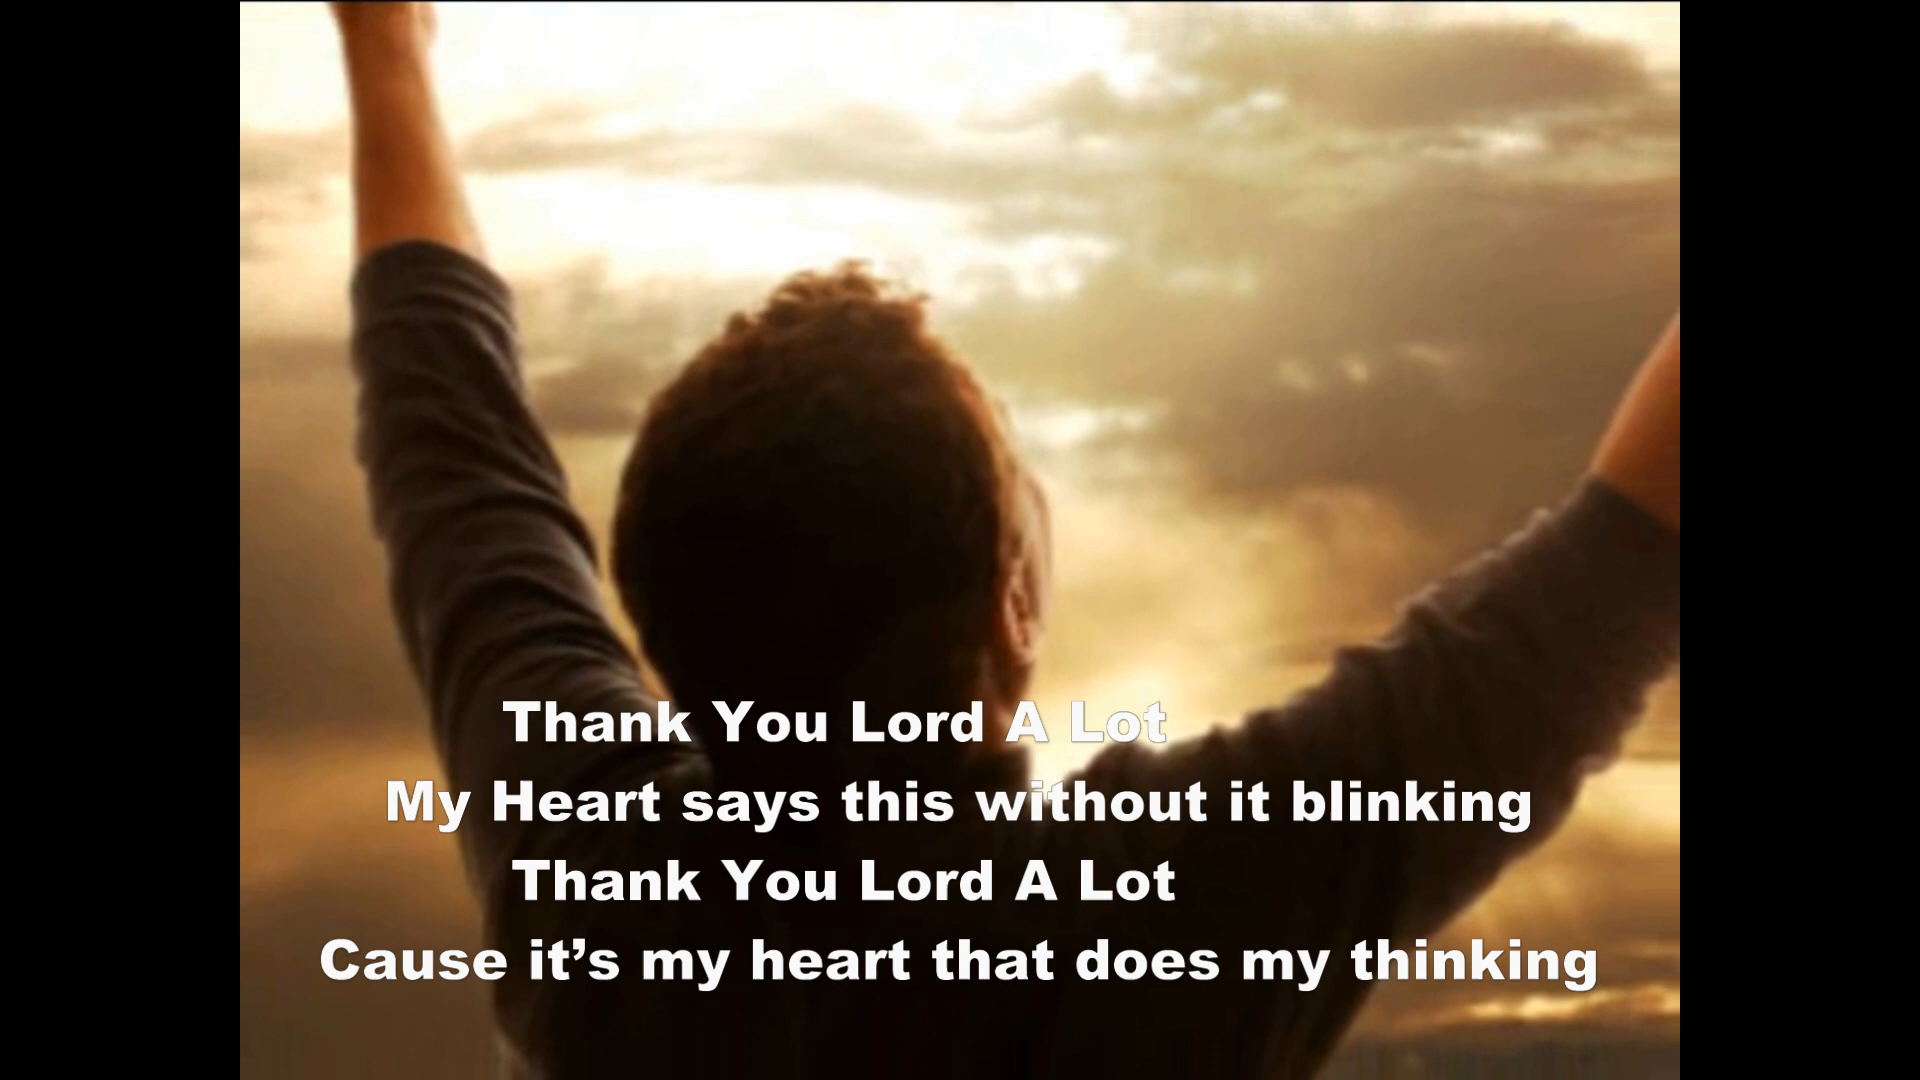 Thank You Lord A Lot
My Heart says this without it blinking
Thank You Lord A Lot
Cause it’s my heart that does my thinking